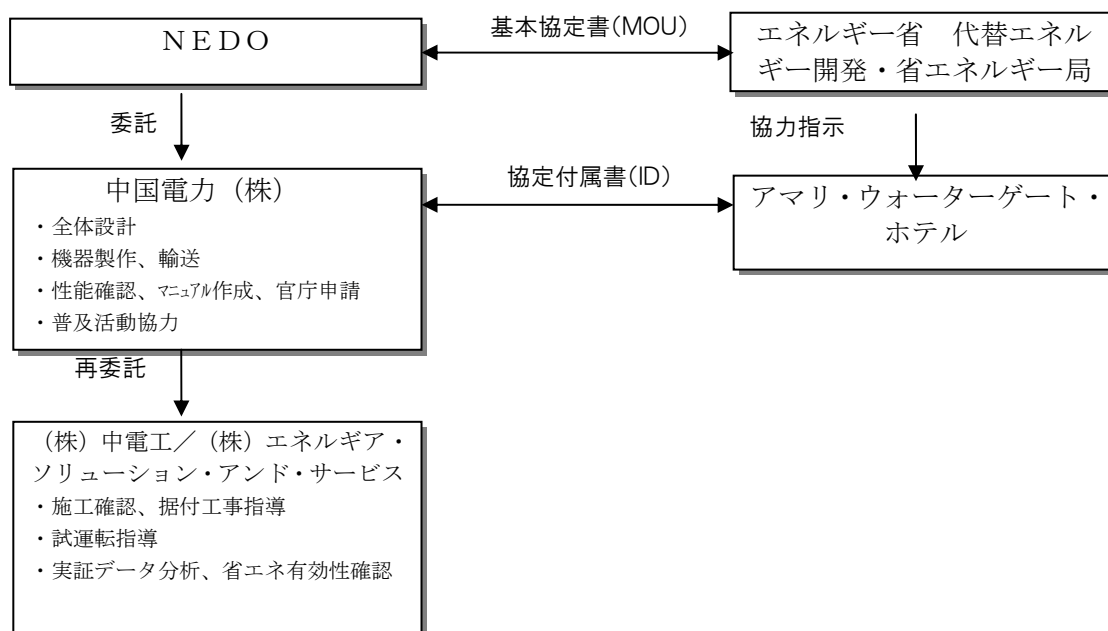 NEDO
基本協定書(MOU)
エネルギー省 代替エネル
ギー開発・省エネルギー局
委託
協力指示
中国電力(株)
・全体設計
・機器製作、輸送
・性能確認、マニュアル作成、官庁申請
・普及活動協力
協定付属書(ID)
アマリ・ウォーターゲート・
ホテル
再委託
(株)中電工/(株)エネルギア・
ソリューション・アンド・サービス
・施工確認、据付工事指導
・試運転指導
・実証データ分析、省エネ有効性確認